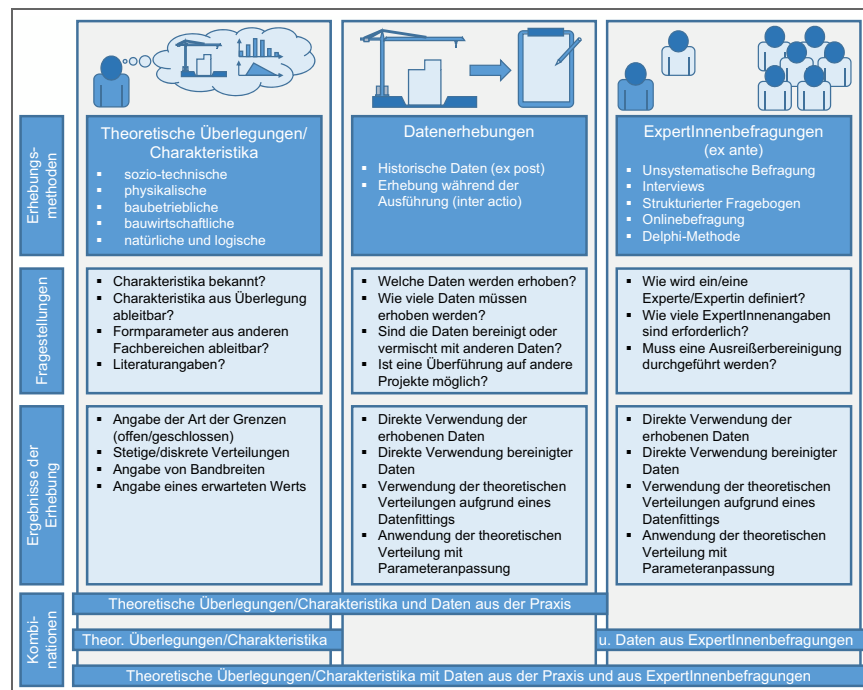 Erhebungs-
methoden
Theoretische Überlegungen/
Charakteristika
▪ sozio-technische
▪ physikalische
▪ baubetriebliche
▪ bauwirtschaftliche
▪ natürliche und logische
Datenerhebungen
▪ Historische Daten (ex post)
▪ Erhebung während der
Ausführung (inter actio)
ExpertInnenbefragungen
(ex ante)
▪ Unsystematische Befragung
▪ Interviews
▪ Strukturierter Fragebogen
▪ Onlinebefragung
▪ Delphi-Methode
Fragestellungen
▪ Charakteristika bekannt?
▪ Charakteristika aus Überlegung
ableitbar?
▪ Formparameter aus anderen
Fachbereichen ableitbar?
▪ Literaturangaben?
▪ Welche Daten werden erhoben?
▪ Wie viele Daten müssen
erhoben werden?
▪ Sind die Daten bereinigt oder
vermischt mit anderen Daten?
▪ Ist eine Überführung auf andere
Projekte möglich?
▪ Wie wird ein/eine
Experte/Expertin definiert?
▪ Wie viele ExpertInnenangaben
sind erforderlich?
▪ Muss eine Ausreißerbereinigung
durchgeführt werden?
Ergebnisse der
Erhebung
▪ Angabe der Art der Grenzen
(offen/geschlossen)
▪ Stetige/diskrete Verteilungen
▪ Angabe von Bandbreiten
▪ Angabe eines erwarteten Werts
▪ Direkte Verwendung der
erhobenen Daten
▪ Direkte Verwendung bereinigter
Daten
▪ Verwendung der theoretischen
Verteilungen aufgrund eines
Datenfittings
▪ Anwendung der theoretischen
Verteilung mit
Parameteranpassung
▪ Direkte Verwendung der
erhobenen Daten
▪ Direkte Verwendung bereinigter
Daten
▪ Verwendung der theoretischen
Verteilungen aufgrund eines
Datenfittings
▪ Anwendung der theoretischen
Verteilung mit
Parameteranpassung
Kombi-
nationen
Theoretische Überlegungen/Charakteristika und Daten aus der Praxis
Theor. Überlegungen/Charakteristika
u. Daten aus ExpertInnenbefragungen
Theoretische Überlegungen/Charakteristika mit Daten aus der Praxis und aus ExpertInnenbefragungen